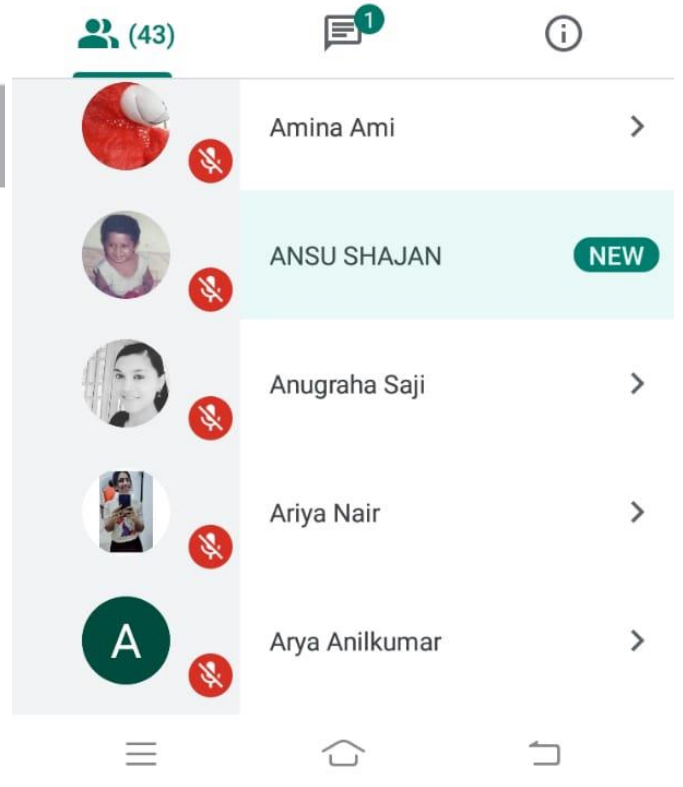 (43)
1
Amina Ami
ANSU SHAJAN
NEW
Anugraha Saji
Ariya Nair
A
Arya Anilkumar